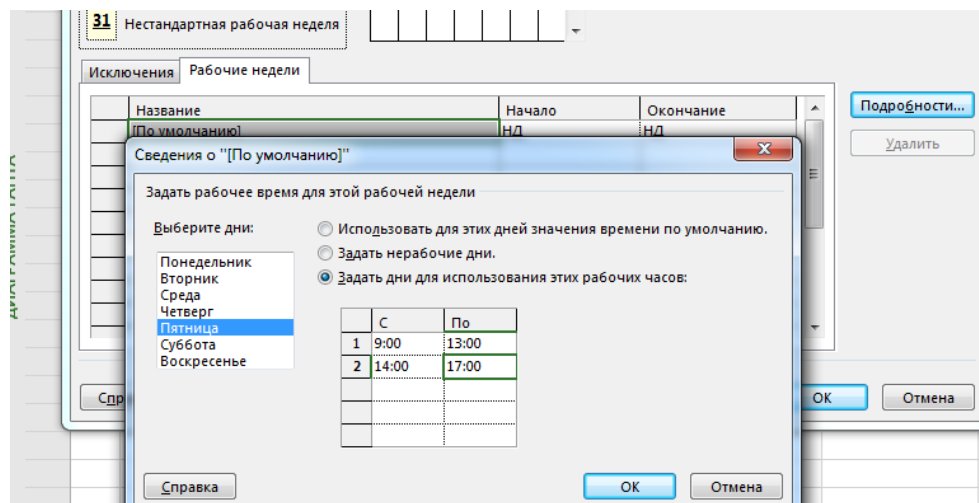 31 Нестандартная рабочая неделя
Исключения Рабочие недели
Название Начало Окончание
[По умолчанию] НД НД
Подробности...
Удалить
ДИАГРАММА ГАНТА
Сведения о "[По умолчанию]"
Задать рабочее время для этой рабочей недели
Выберите дни:
Понедельник
Вторник
Среда
Четверг
Пятница
Суббота
Воскресенье
Использовать для этих дней значения времени по умолчанию.
Задать нерабочие дни.
Задать дни для использования этих рабочих часов:
С По
1 9:00 13:00
2 14:00 17:00
Справка ОК Отмена
Спр ОК Отмена